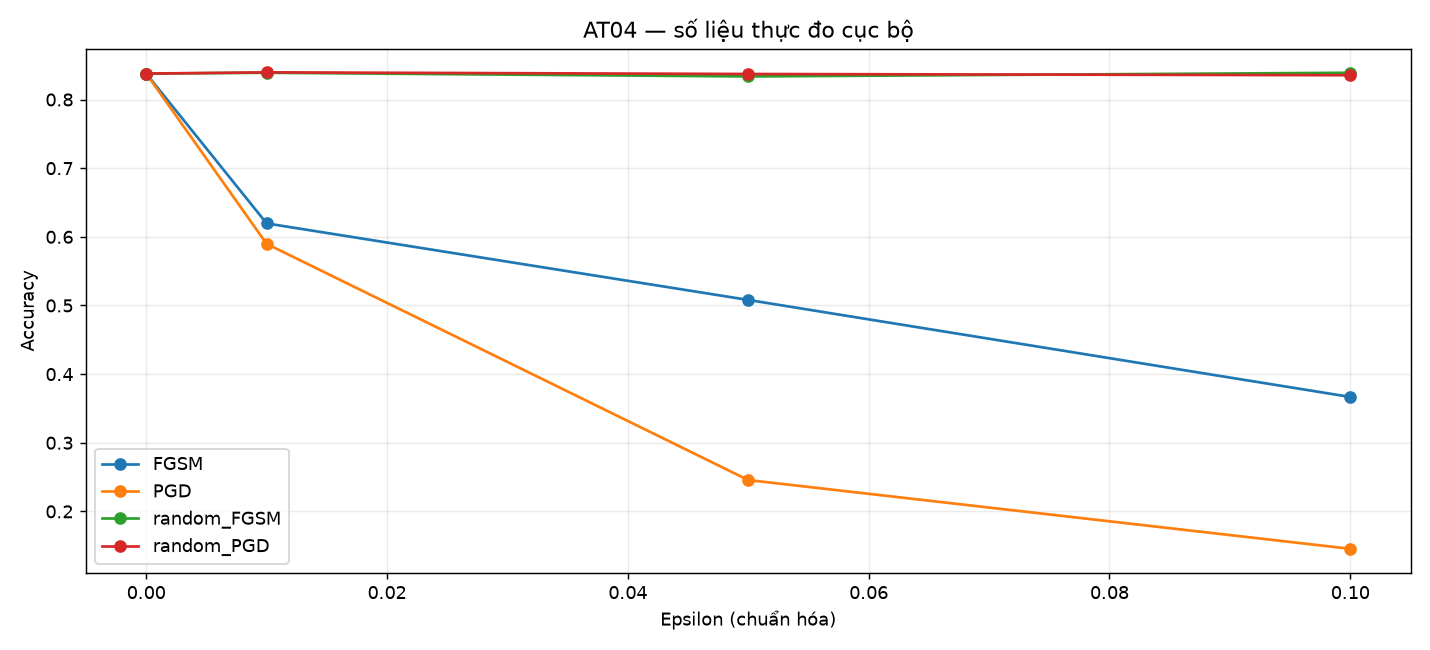 AT04 — số liệu thực đo cục bộ
Accuracy
0.8
0.7
0.6
0.5
0.4
0.3
0.2
FGSM
PGD
random_FGSM
random_PGD
0.00 0.02 0.04 0.06 0.08 0.10
Epsilon (chuẩn hóa)